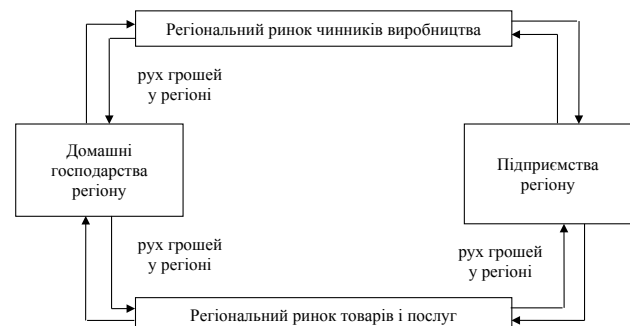 Регіональний ринок чинників виробництва
рух грошей
у регіоні
Домашні
господарства
регіону
Підприємства
регіону
рух грошей
у регіоні
рух грошей
у регіоні
Регіональний ринок товарів і послуг